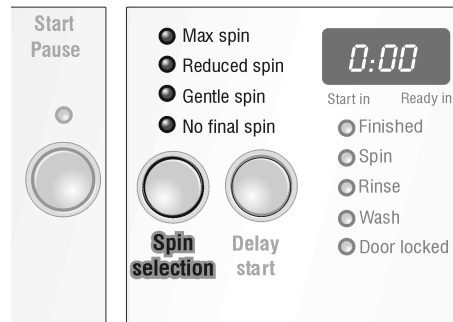 Start
Pause
Max spin
Reduced spin
Gentle spin
No final spin
Spin
selection
Delay
start
0:00
Start in Ready in
Finished
Spin
Rinse
Wash
Door locked